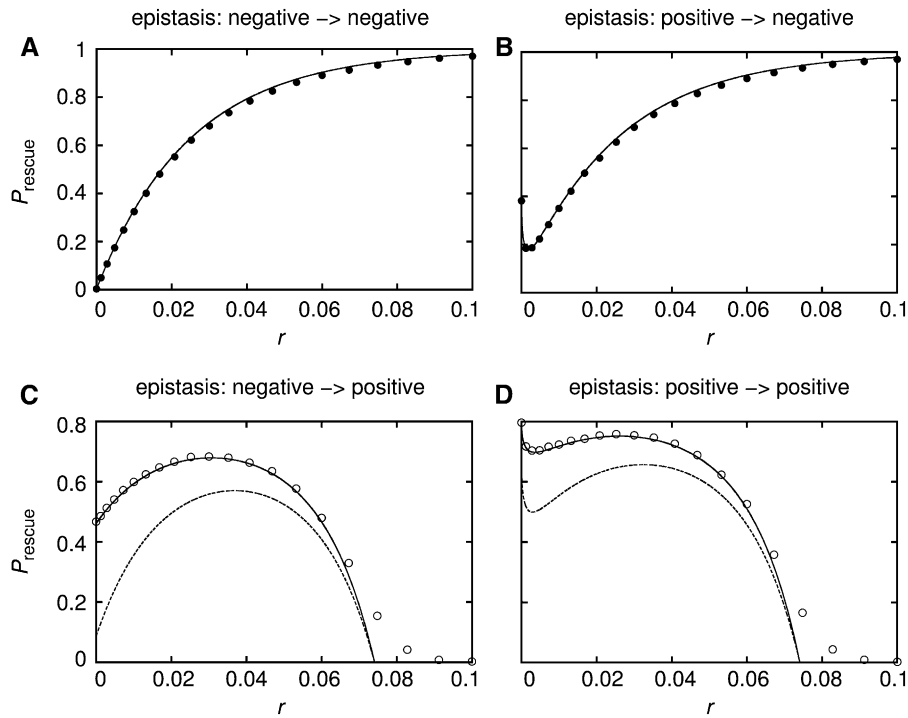 epistasis: negative −> negative
epistasis: positive −> negative
A
B
1
0.8
0.6
0.4
0.2
0
P rescue
0 0.02 0.04 0.06 0.08 0.1
r
0 0.02 0.04 0.06 0.08 0.1
r
epistasis: negative −> positive
epistasis: positive −> positive
C
D
0.8
0.6
0.4
0.2
0
P rescue
0 0.02 0.04 0.06 0.08 0.1
r
0 0.02 0.04 0.06 0.08 0.1
r